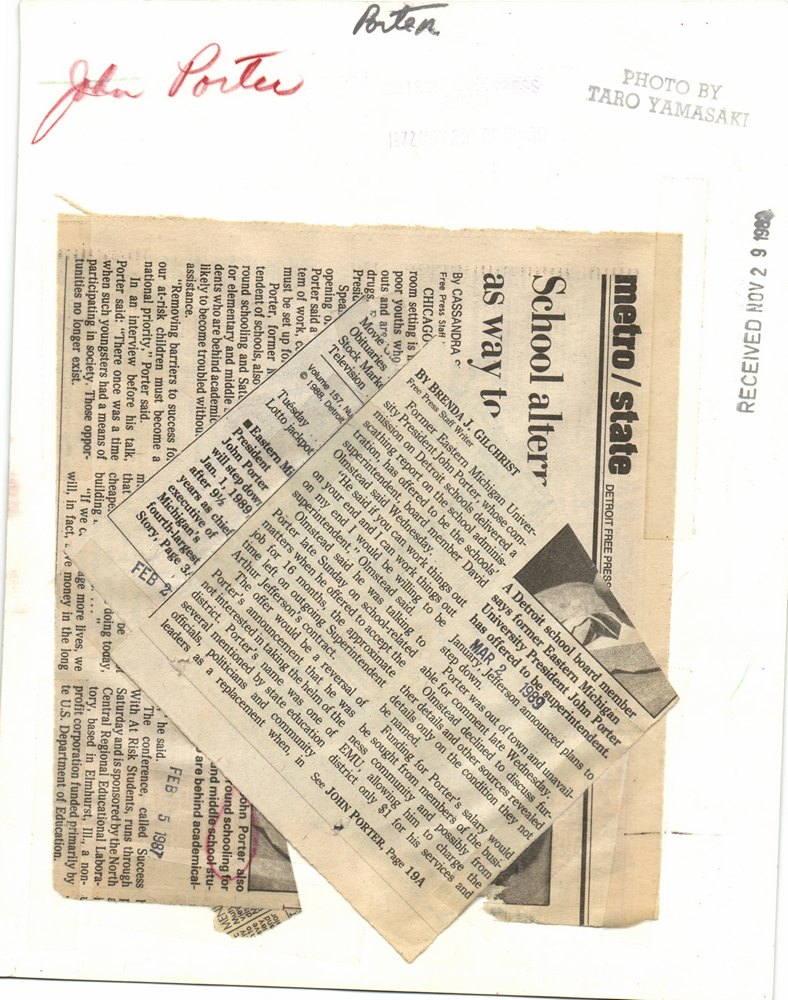 Porter
John Porter
PHOTO BY
TARO YAMASAKI
1972
RECEIVED NOV 29 1989
metro/state
DETROIT FREE PRESS
School altern
as way to
By CASSANDRA
Free Press Staff
CHICAGO
room setting is
poor youths who
outs and are
drugs,
Presid
Spea
opening o
Porter said a
tem of work, c
must be set up fo
Porter, former
tendent of schools, also
round schooling and Sat
for elementary and middle
dents who are behind academic
likely to become troubled withou
assistance.
"Removing barriers to success fo
our at-risk children must become a
national priority," Porter said.
In an interview before his talk,
Porter said: "There once was a time
when such youngsters had a means of
participating in society. Those oppor-
tunities no longer exist.
that
cheape
building
"If we c
will, in fact,
be
doing today,
age more lives, we
ve money in the long
he said.
The conference, called Success
With At Risk Students, runs through
Saturday and is sponsored by the North
Central Regional Educational Labora-
tory, based in Elmhurst, Ill., a non-
profit corporation funded primarily by
te U.S. Department of Education.
FEB 5 1987
ohn Porter also
round schooling for
nd middle school stu-
are behind academical-
Movie
Obituaries
Stock Marke
Television
Volume 157, Nu
© 1988, Detroit
Tuesday
Lotto jackpot
■ Eastern Mi
President
John Porter
will step down
Jan. 1, 1989
after 9½
years as chief
executive of
Michigan's
fourth-largest
Story, Page 3A
FEB 2
BY BRENDA J. GILCHRIST
Free Press Staff Writer
Former Eastern Michigan Univer-
sity President John Porter, whose com-
mission on Detroit schools delivered a
scathing report on the school adminis-
tration, has offered to be the schools'
superintendent, board member David
Olmstead said Wednesday.
"He said if you can work things out
on your end and I can work things out
on my end I would be willing to be
superintendent," Olmstead said.
Olmstead said he was talking to
Porter late Sunday on school-related
matters when he offered to accept the
job for 16 months, the approximate
time left on outgoing Superintendent
Arthur Jefferson's contract.
The offer would be a reversal of
Porter's announcement that he was
not interested in taking the helm of the
district. Porter's name was one of
several mentioned by state education
officials, politicians and community
leaders as a replacement when, in
A Detroit school board member
says former Eastern Michigan
University President John Porter
has offered to be superintendent.
MAR 2 1989
January, Jefferson announced plans to
step down.
Porter was out of town and unavail-
able for comment late Wednesday.
Olmstead declined to discuss fur-
ther details and other sources revealed
details only on the condition they not
be named.
Funding for Porter's salary would
be sought from members of the busi-
ness community and possibly from
EMU, allowing him to charge the
district only $1 for his services and
See JOHN PORTER, Page 19A